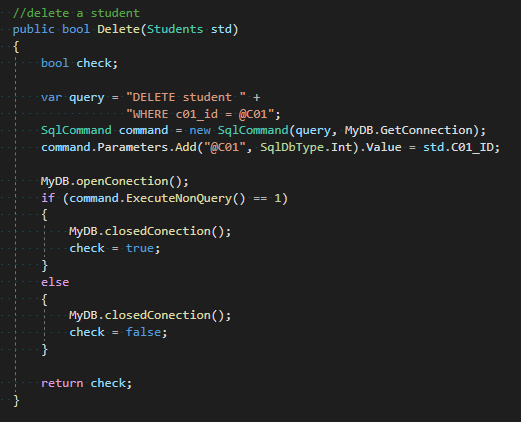 //delete a student
public bool Delete(Students std)
{
bool check;
var query = "DELETE student " +
"WHERE c01_id = @C01";
SqlCommand command = new SqlCommand(query, MyDB.GetConnection);
command.Parameters.Add("@C01", SqlDbType.Int).Value = std.C01_ID;
MyDB.openConection();
if (command.ExecuteNonQuery() == 1)
{
MyDB.closedConection();
check = true;
}
else
{
MyDB.closedConection();
check = false;
}
return check;
}